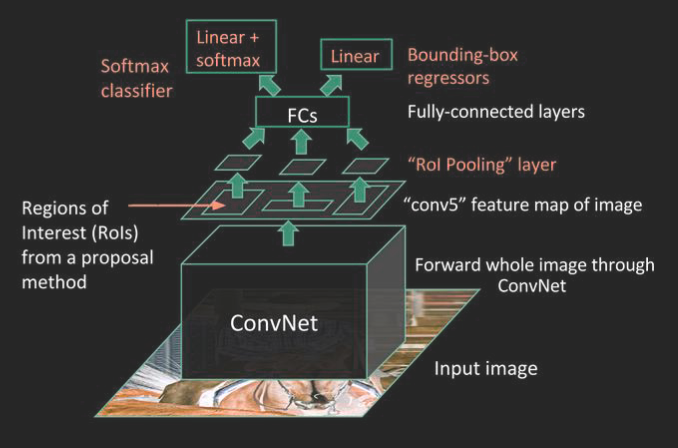 Linear +
softmax
Linear
Softmax
classifier
Bounding-box
regressors
FCs
Fully-connected layers
“RoI Pooling” layer
Regions of
Interest (RoIs)
from a proposal
method
“conv5” feature map of image
Forward whole image through
ConvNet
ConvNet
Input image